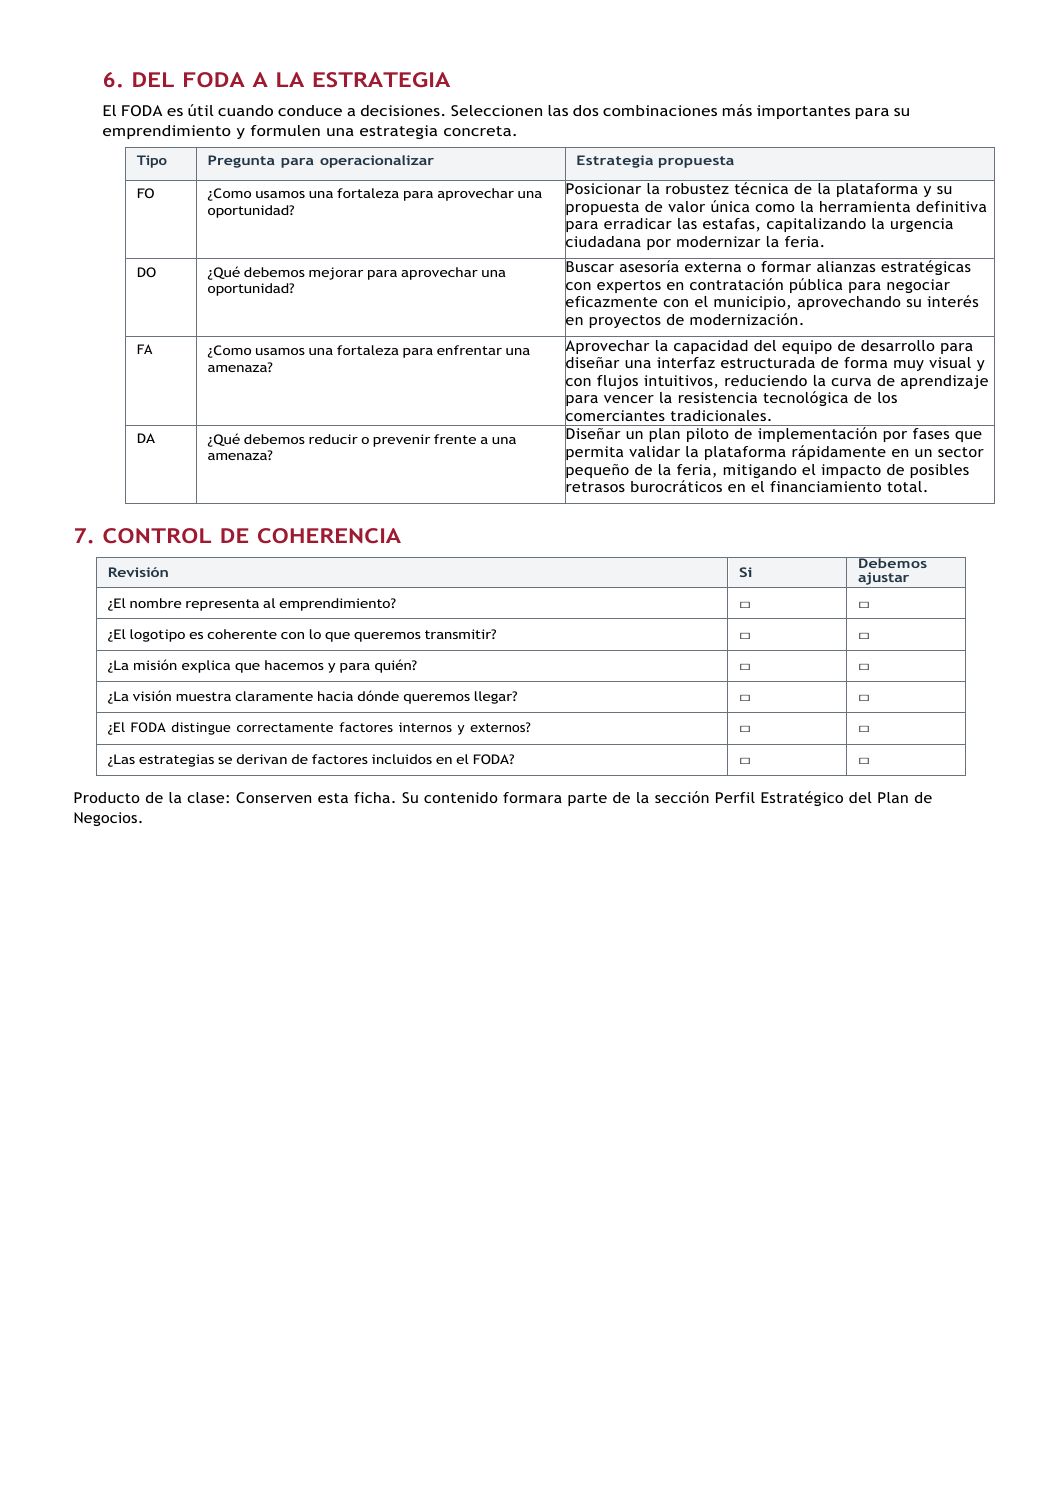 6. DEL FODA A LA ESTRATEGIA
El FODA es útil cuando conduce a decisiones. Seleccionen las dos combinaciones más importantes para su
emprendimiento y formulen una estrategia concreta.
Tipo
Pregunta para operacionalizar
Estrategia propuesta
FO
¿Como usamos una fortaleza para aprovechar una
oportunidad?
Posicionar la robustez técnica de la plataforma y su
propuesta de valor única como la herramienta definitiva
para erradicar las estafas, capitalizando la urgencia
ciudadana por modernizar la feria.
DO
¿Qué debemos mejorar para aprovechar una
oportunidad?
Buscar asesoría externa o formar alianzas estratégicas
con expertos en contratación pública para negociar
eficazmente con el municipio, aprovechando su interés
en proyectos de modernización.
FA
¿Como usamos una fortaleza para enfrentar una
amenaza?
Aprovechar la capacidad del equipo de desarrollo para
diseñar una interfaz estructurada de forma muy visual y
con flujos intuitivos, reduciendo la curva de aprendizaje
para vencer la resistencia tecnológica de los
comerciantes tradicionales.
DA
¿Qué debemos reducir o prevenir frente a una
amenaza?
Diseñar un plan piloto de implementación por fases que
permita validar la plataforma rápidamente en un sector
pequeño de la feria, mitigando el impacto de posibles
retrasos burocráticos en el financiamiento total.
7. CONTROL DE COHERENCIA
Revisión
Si
Debemos
ajustar
¿El nombre representa al emprendimiento?
¿El logotipo es coherente con lo que queremos transmitir?
¿La misión explica que hacemos y para quién?
¿La visión muestra claramente hacia dónde queremos llegar?
¿El FODA distingue correctamente factores internos y externos?
¿Las estrategias se derivan de factores incluidos en el FODA?
Producto de la clase: Conserven esta ficha. Su contenido formara parte de la sección Perfil Estratégico del Plan de
Negocios.